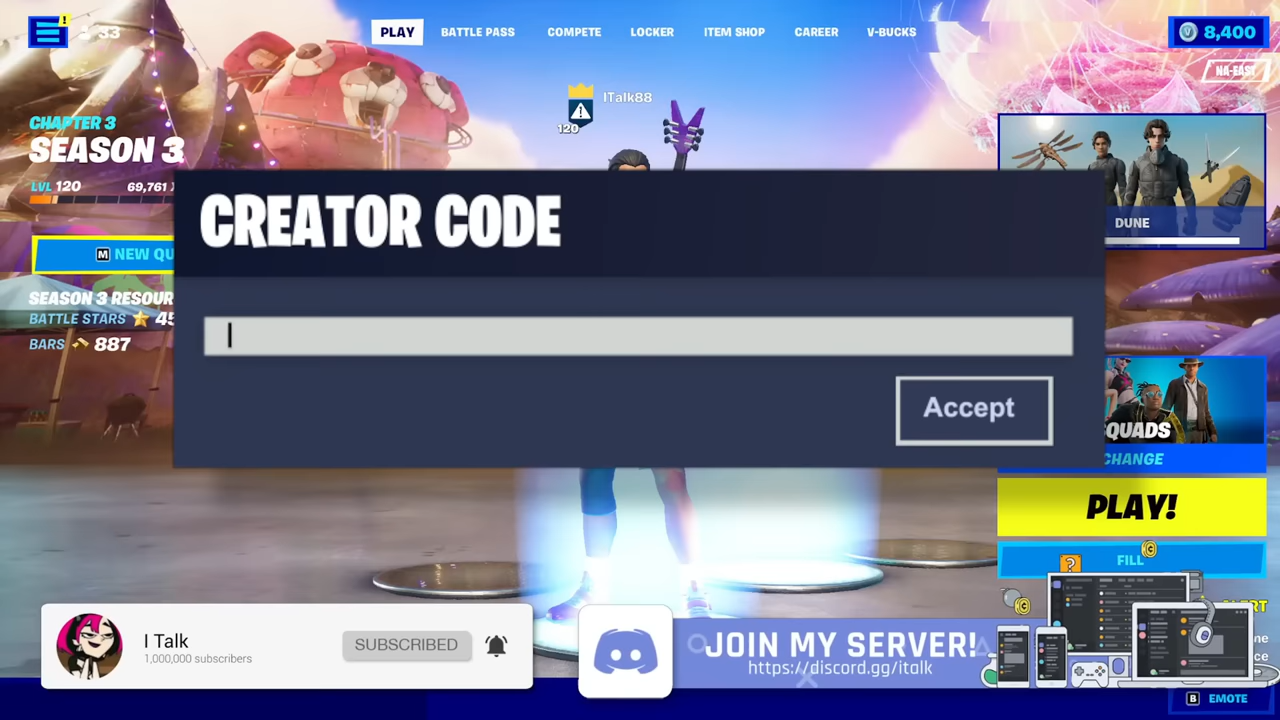 !
33
PLAY
BATTLE PASS
COMPETE
LOCKER
ITEM SHOP
CAREER
V-BUCKS
8,400
NA-EAST
ITalk88
120
CHAPTER 3
SEASON 3
LVL 120
69,761
DUNE
CREATOR CODE
M NEW QU
SEASON 3 RESOUR
BATTLE STARS 45
BARS 887
Accept
QUADS
CHANGE
PLAY!
FILL
?
I Talk
1,000,000 subscribers
SUBSCRIBED
JOIN MY SERVER!
https://discord.gg/italk
B EMOTE